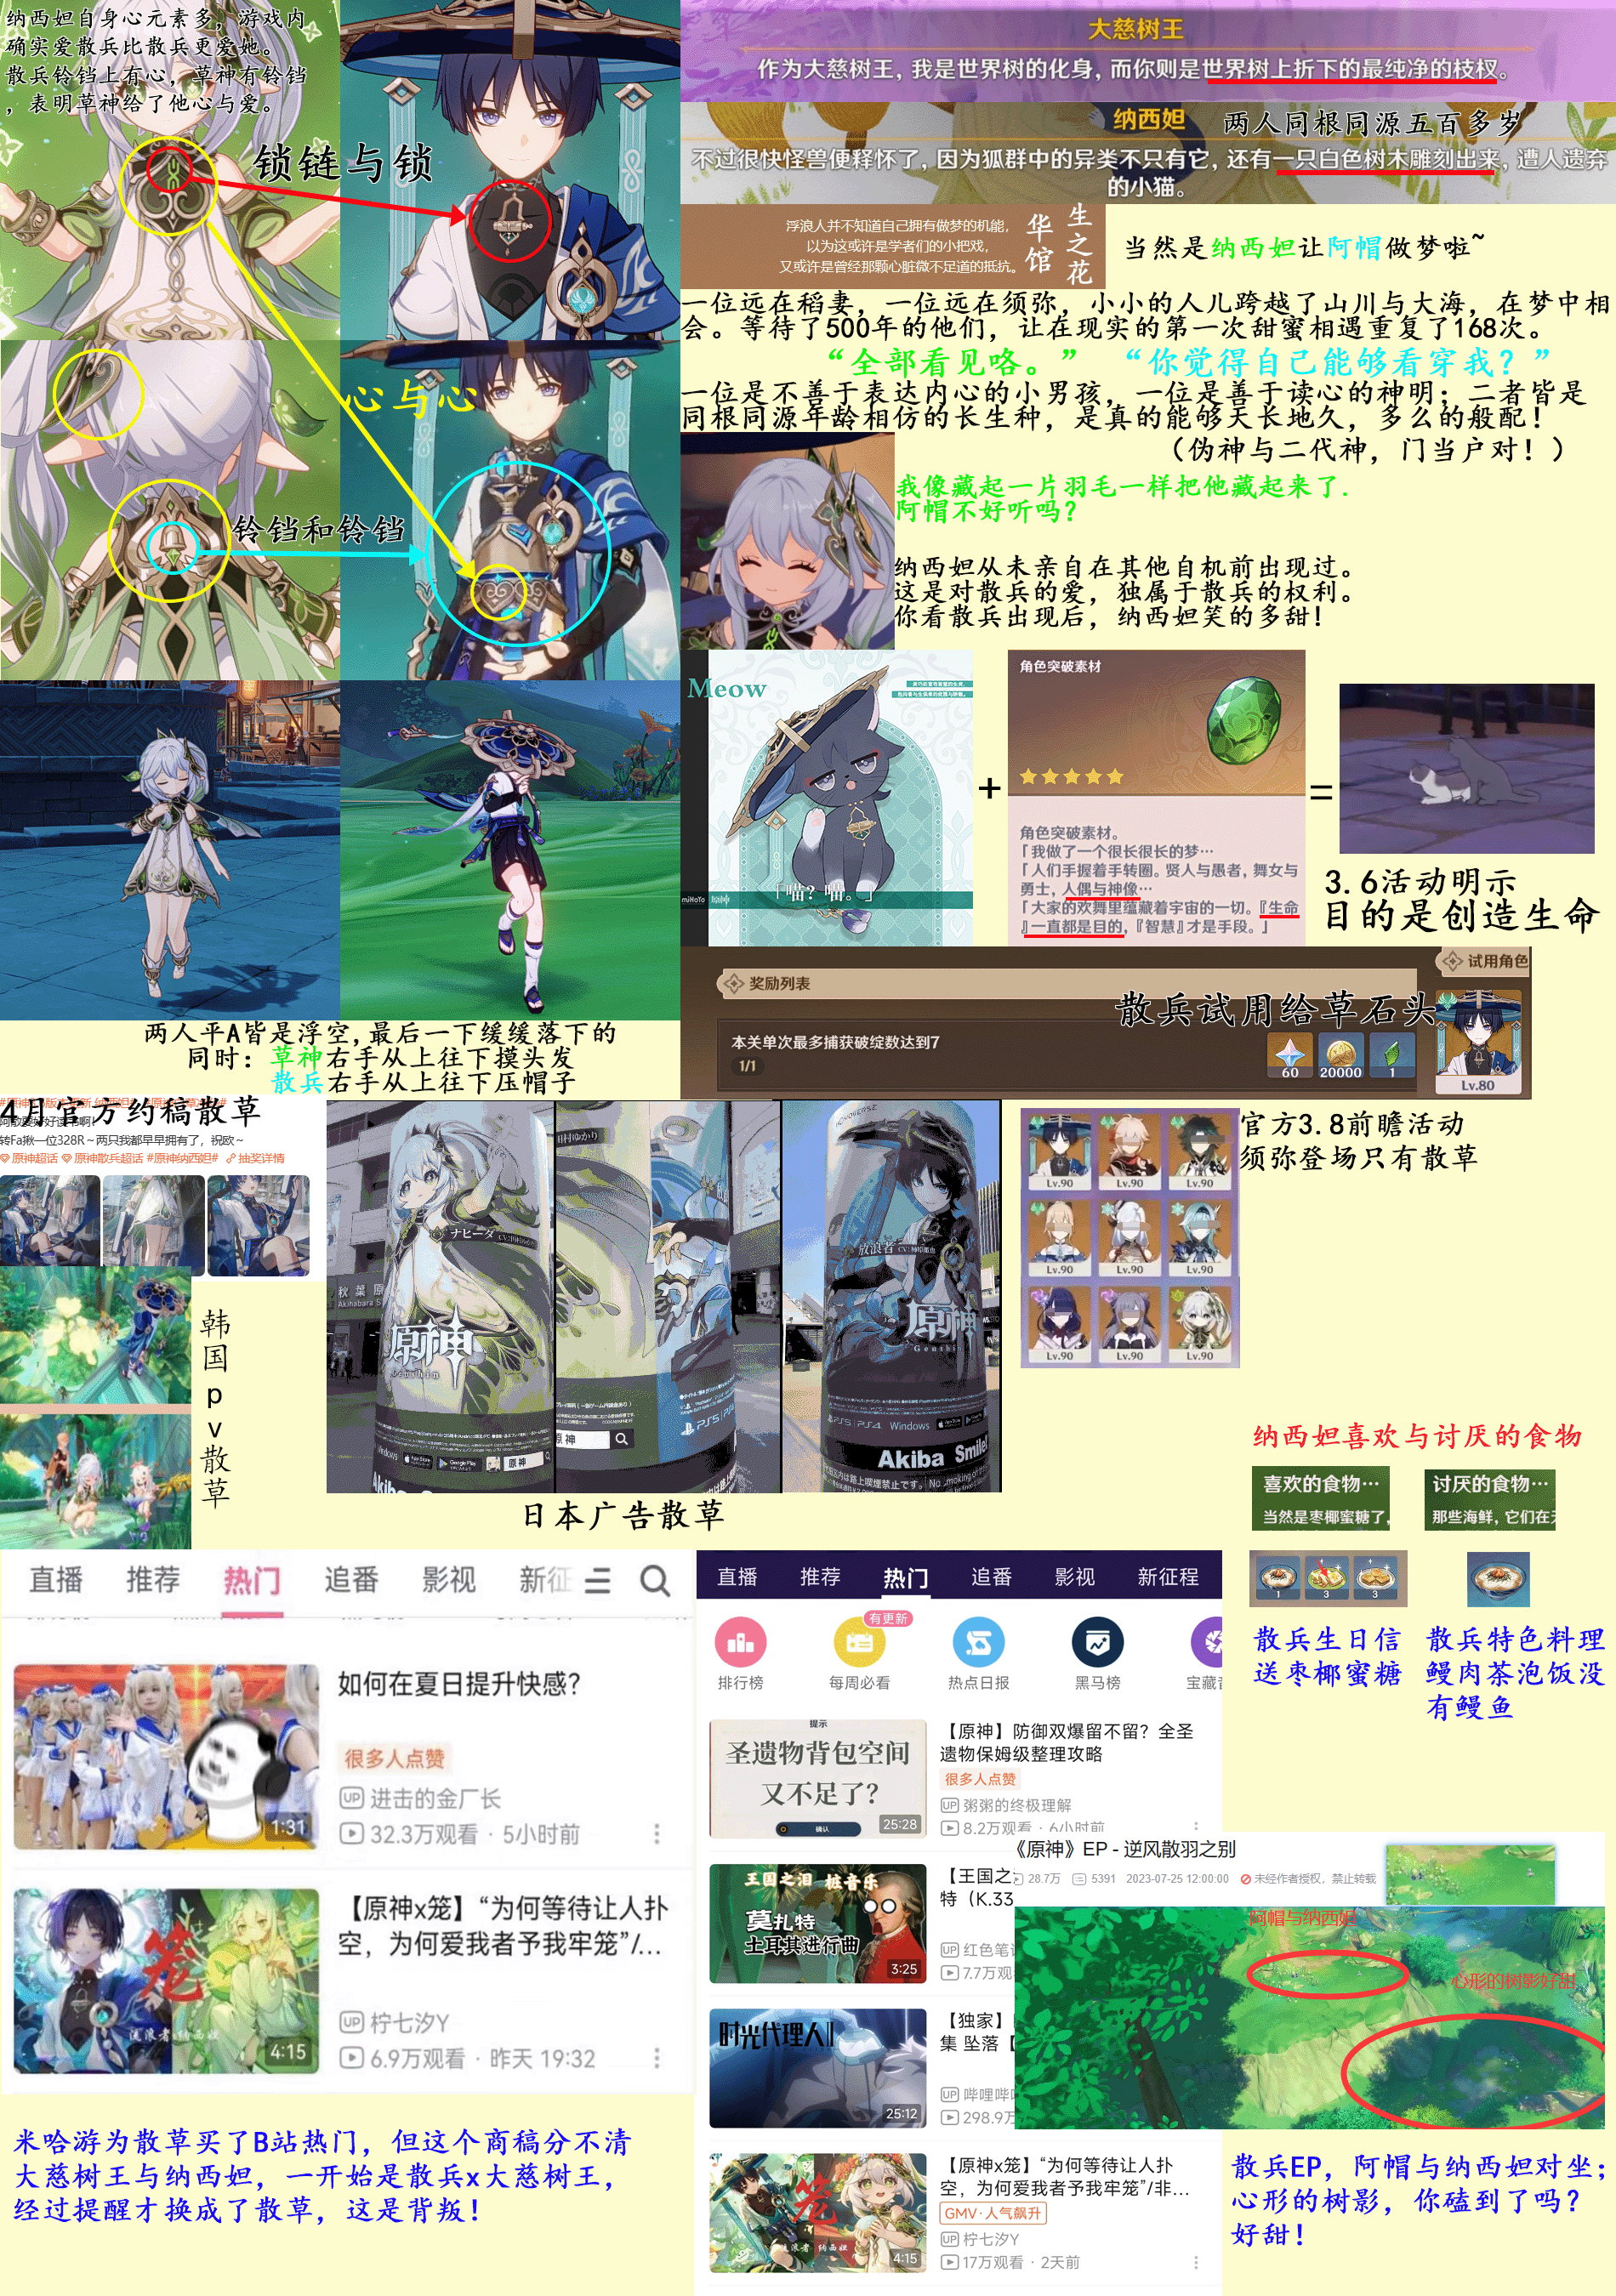 纳西妲自身心元素多，游戏内
确实爱散兵比散兵更爱她。
散兵铃铛上有心，草神有铃铛
，表明草神给了他心与爱。
锁链与锁
心与心
铃铛和铃铛
大慈树王
作为大慈树王，我是世界树的化身，而你则是世界树上折下的最纯净的枝杈。
纳西妲
两人同根同源五百多岁
不过很快怪兽便释怀了，因为狐群中的异类不只有它，还有一只白色树木雕刻出来，遭人遗弃
的小猫。
浮浪人并不知道自己拥有做梦的机能，
以为这或许是学者们的小把戏，
又或许是曾经那颗心脏微不足道的抵抗。
生之花
华馆
当然是纳西妲让阿帽做梦啦~
一位远在稻妻，一位远在须弥，小小的人儿跨越了山川与大海，在梦中相
会。等待了500年的他们，让在现实的第一次甜蜜相遇重复了168次。
“全部看见咯。” “你觉得自己能够看穿我？”
一位是不善于表达内心的小男孩，一位是善于读心的神明；二者皆是
同根同源年龄相仿的长生种，是真的能够天长地久，多么的般配！
（伪神与二代神，门当户对！）
我像藏起一片羽毛一样把他藏起来了.
阿帽不好听吗？
纳西妲从未亲自在其他自机前出现过。
这是对散兵的爱，独属于散兵的权利。
你看散兵出现后，纳西妲笑的多甜！
Meow
「喵？喵。」
miHoYo 原神
+
角色突破素材
角色突破素材。
「我做了一个很长很长的梦…
「人们手握着手转圈。贤人与愚者，舞女与
勇士，人偶与神像…
「大家的欢舞里蕴藏着宇宙的一切。『生命
』一直都是目的，『智慧』才是手段。」
=
3.6活动明示
目的是创造生命
奖励列表
试用角色
散兵试用给草石头
本关单次最多捕获破绽数达到7
1/1
60
20000
1
Lv.80
两人平A皆是浮空，最后一下缓缓落下的
同时：草神右手从上往下摸头发
散兵右手从上往下压帽子
4月官方约稿散草
转Fa揪一位328R～两只我都早早拥有了，祝欧～
原神超话 原神散兵超话 #原神纳西妲# 抽奖详情
韩国pv散草
ナヒーダ
秋葉原
Akihabara
原神
Windows
Google Play
原神
原神
PS5
放浪者
原神
Genshin
PS5 PS4 Windows
Akiba Smile!
No smoking
日本广告散草
Lv.90
Lv.90
Lv.90
Lv.90
Lv.90
Lv.90
Lv.90
Lv.90
Lv.90
官方3.8前瞻活动
须弥登场只有散草
纳西妲喜欢与讨厌的食物
喜欢的食物…
当然是枣椰蜜糖了，
讨厌的食物…
那些海鲜，它们在
1
3
3
散兵生日信
送枣椰蜜糖
散兵特色料理
鳗肉茶泡饭没
有鳗鱼
直播 推荐 热门 追番 影视 新征
如何在夏日提升快感？
很多人点赞
UP 进击的金厂长
32.3万观看 · 5小时前
1:31
【原神x笼】“为何等待让人扑
空，为何爱我者予我牢笼”/...
笼
流浪者 纳西妲
UP 柠七汐Y
6.9万观看 · 昨天 19:32
4:15
直播 推荐 热门 追番 影视 新征程
有更新
排行榜 每周必看 热点日报 黑马榜
提示
圣遗物背包空间
又不足了？
确认
25:28
【原神】防御双爆留不留？全圣
遗物保姆级整理攻略
很多人点赞
UP 粥粥的终极理解
8.2万观看 · 6小时前
王国之泪 桩音乐
莫扎特
土耳其进行曲
3:25
【王国之
特（K.33
UP 红色笔
7.7万观
时光代理人II
25:12
【独家】
集 坠落【
UP 哔哩哔
298.9万
【原神x笼】“为何等待让人扑
空，为何爱我者予我牢笼”/非...
GMV·人气飙升
UP 柠七汐Y
17万观看 · 2天前
笼
流浪者 纳西妲
4:15
《原神》EP - 逆风散羽之别
28.7万 5391 2023-07-25 12:00:00 未经作者授权，禁止转载
阿帽与纳西妲
心形的树影好甜
米哈游为散草买了B站热门，但这个商稿分不清
大慈树王与纳西妲，一开始是散兵x大慈树王，
经过提醒才换成了散草，这是背叛！
散兵EP，阿帽与纳西妲对坐；
心形的树影，你磕到了吗？
好甜！